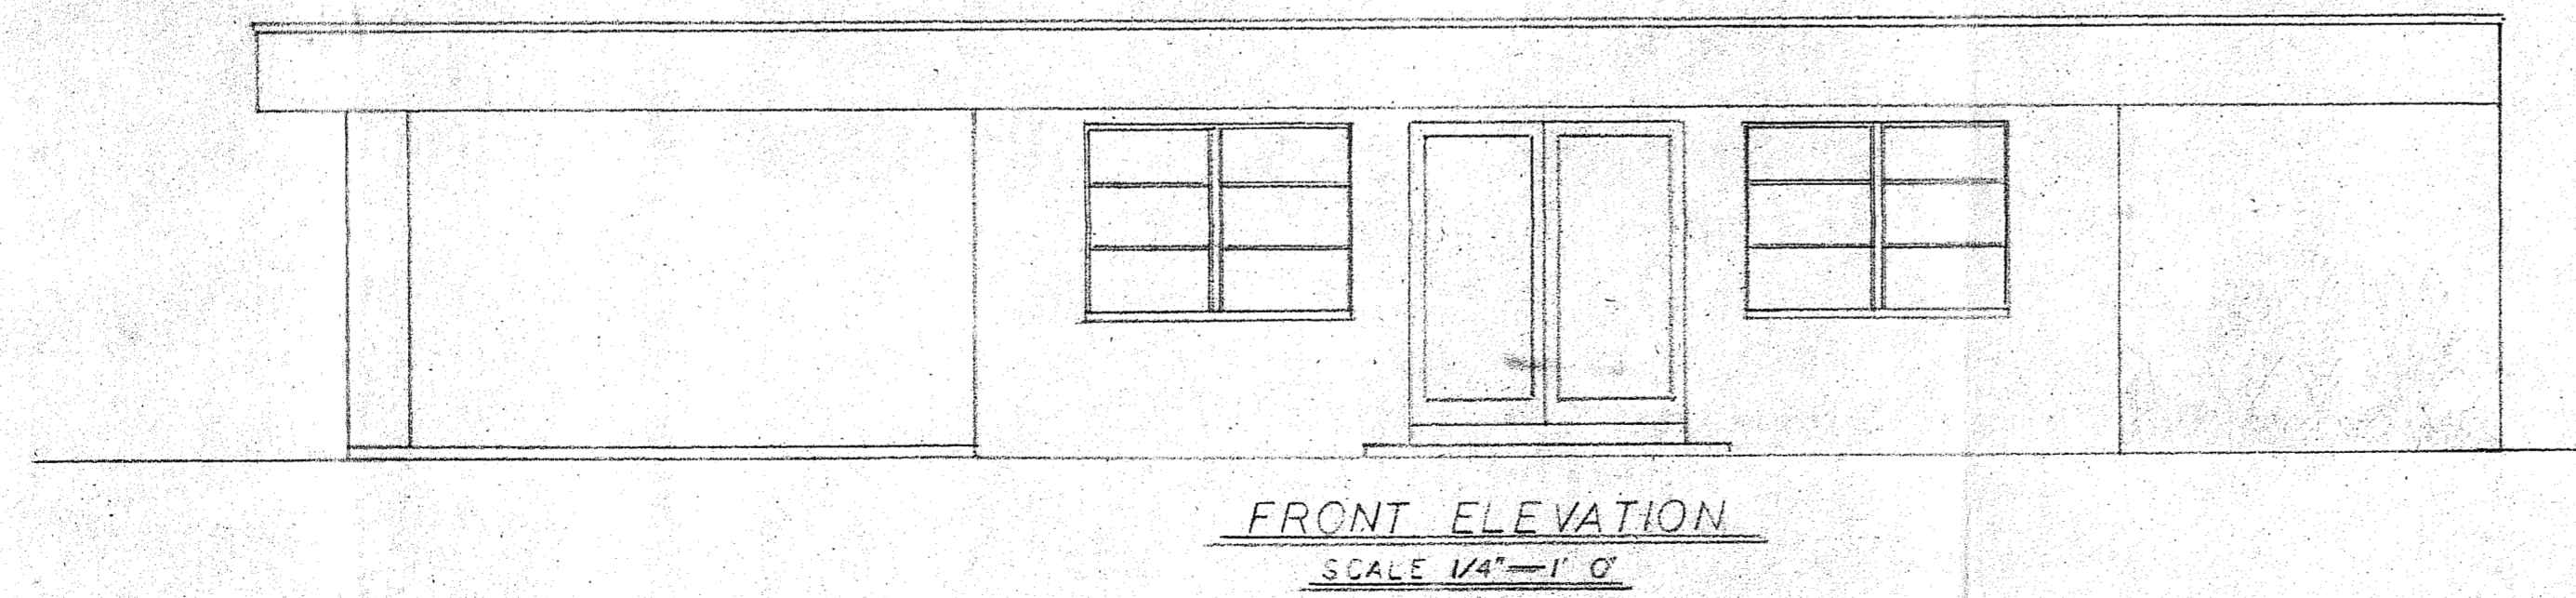 FRONT ELEVATION
SCALE 1/4"—1' 0"